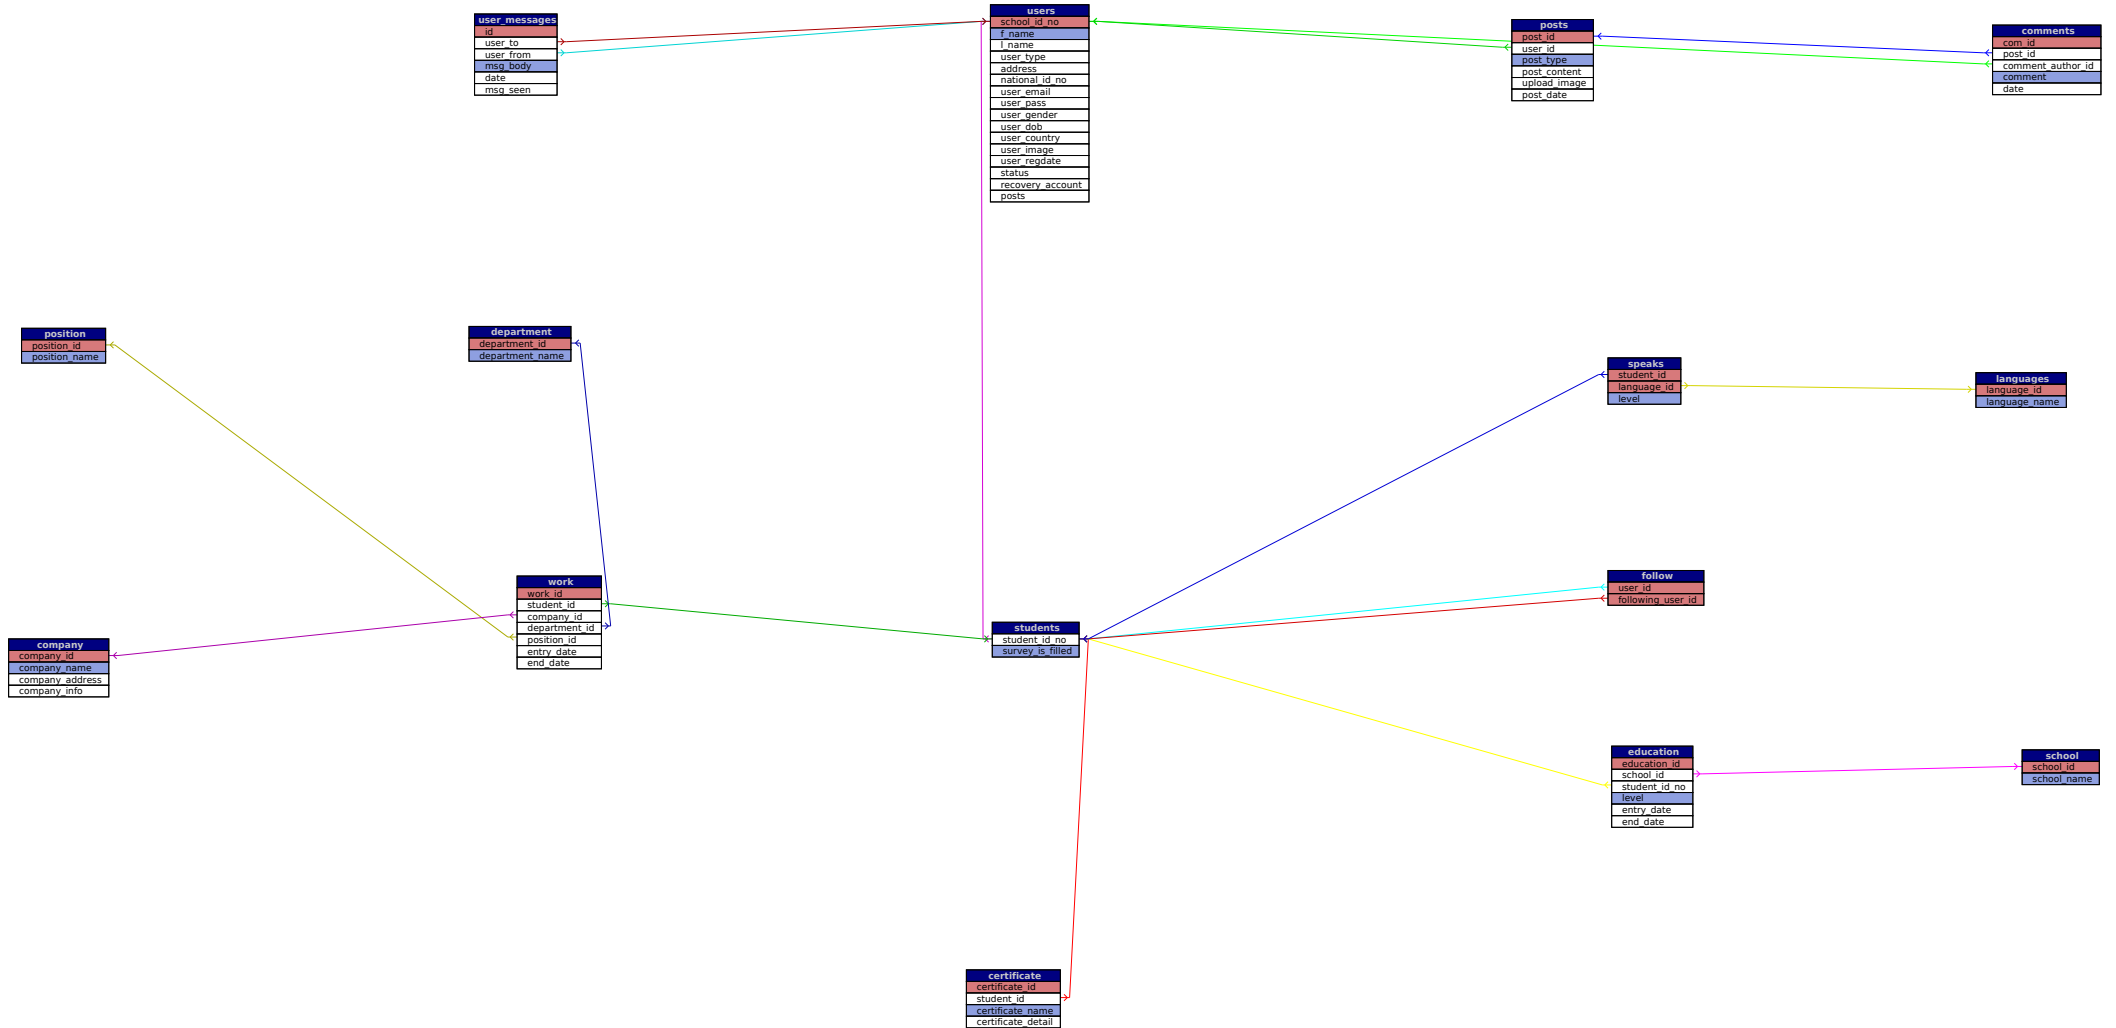 user_messages
id
user_to
user_from
msg_body
date
msg_seen
users
school_id_no
f_name
l_name
user_type
address
national_id_no
user_email
user_pass
user_gender
user_dob
user_country
user_image
user_regdate
status
recovery_account
posts
posts
post_id
user_id
post_type
post_content
upload_image
post_date
comments
com_id
post_id
comment_author_id
comment
date
position
position_id
position_name
department
department_id
department_name
speaks
student_id
language_id
level
languages
language_id
language_name
work
work_id
student_id
company_id
department_id
position_id
entry_date
end_date
follow
user_id
following_user_id
company
company_id
company_name
company_address
company_info
students
student_id_no
survey_is_filled
education
education_id
school_id
student_id_no
level
entry_date
end_date
school
school_id
school_name
certificate
certificate_id
student_id
certificate_name
certificate_detail